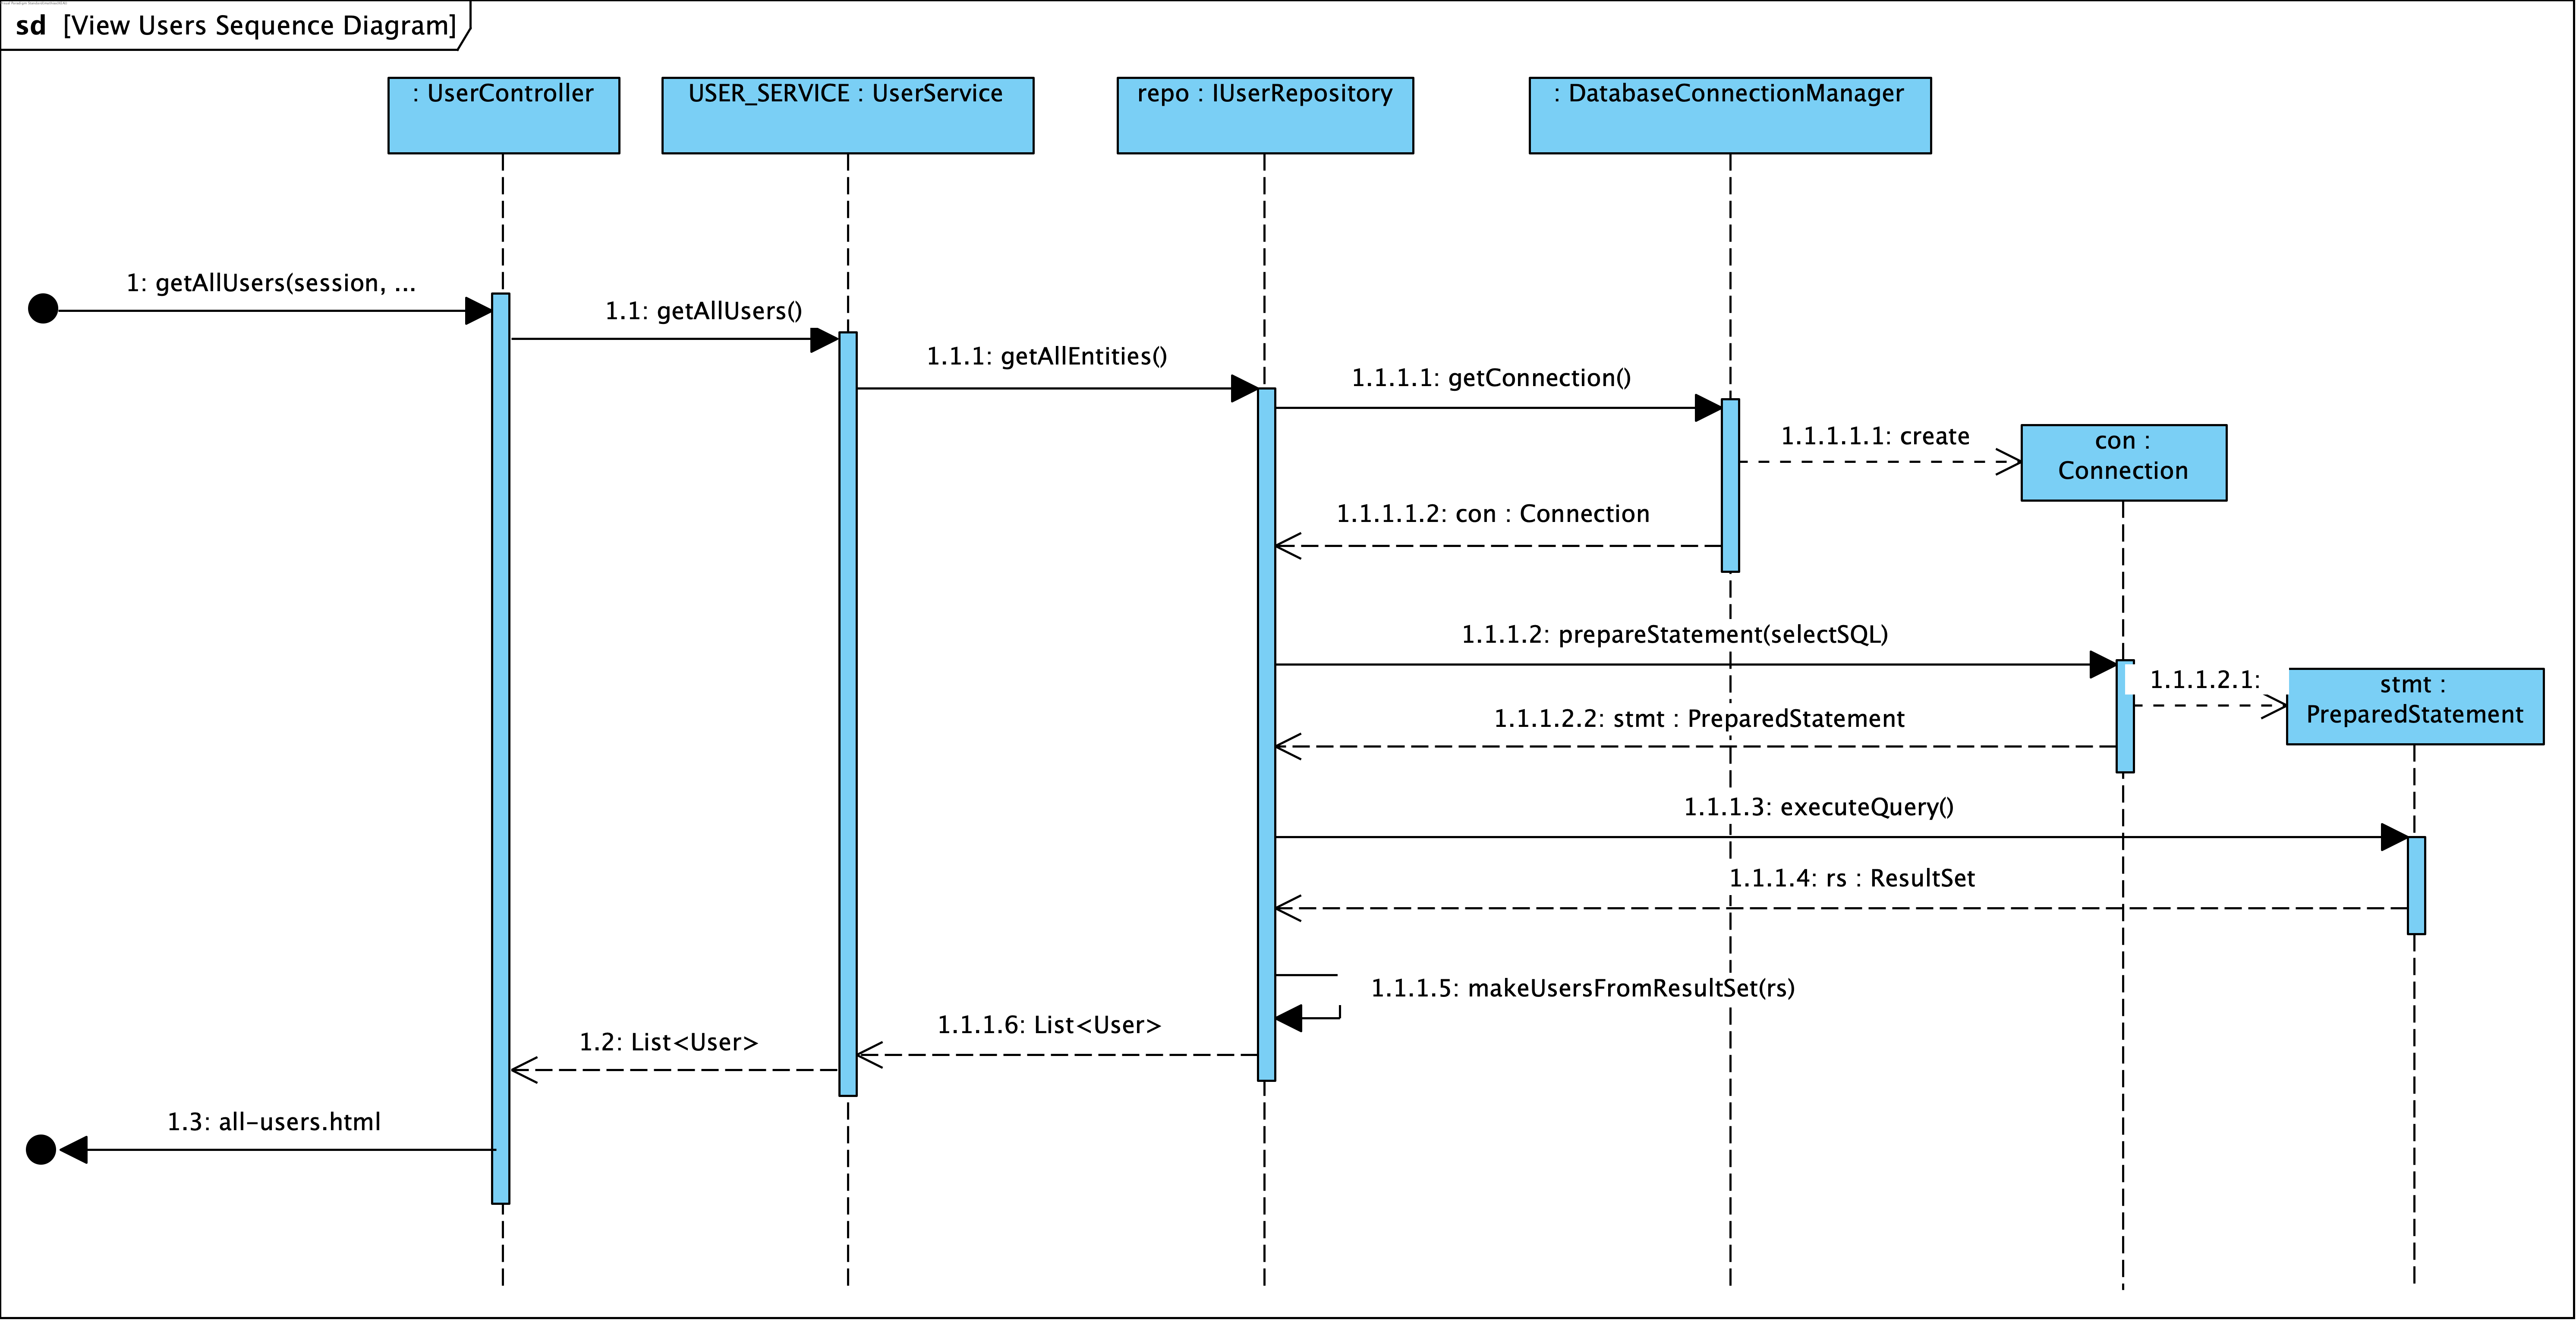 sd [View Users Sequence Diagram]
: UserController
USER_SERVICE : UserService
repo : IUserRepository
: DatabaseConnectionManager
1: getAllUsers(session, ...
1.1: getAllUsers()
1.1.1: getAllEntities()
1.1.1.1: getConnection()
1.1.1.1.1: create
con :
Connection
1.1.1.1.2: con : Connection
1.1.1.2: prepareStatement(selectSQL)
1.1.1.2.1:
stmt :
PreparedStatement
1.1.1.2.2: stmt : PreparedStatement
1.1.1.3: executeQuery()
1.1.1.4: rs : ResultSet
1.1.1.5: makeUsersFromResultSet(rs)
1.1.1.6: List<User>
1.2: List<User>
1.3: all-users.html